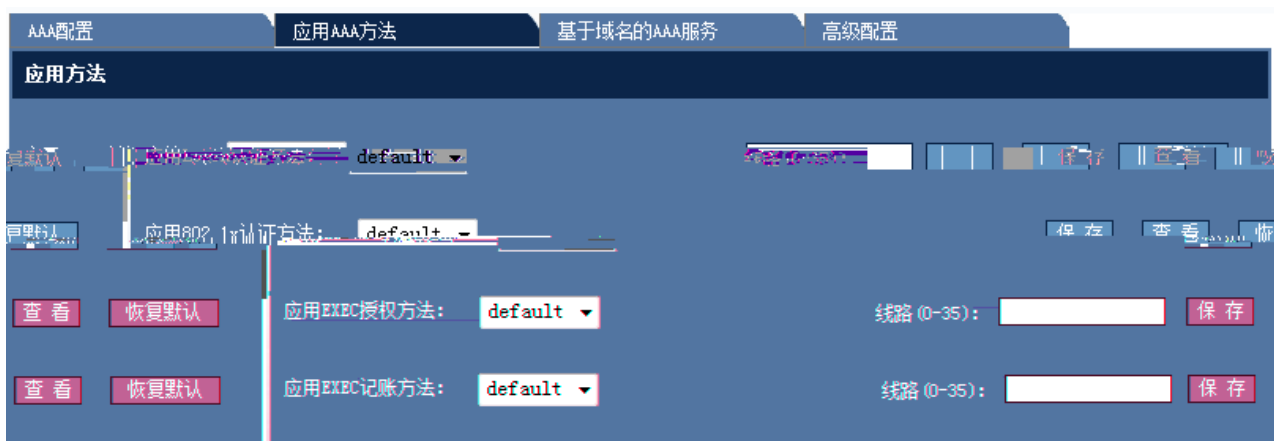 AAA配置 应用AAA方法 基于域名的AAA服务 高级配置
应用方法
default 保存 查看
应用802.1x认证方法: default 保存 查看
查看 恢复默认 应用EXEC授权方法: default 线路(0-35): 保存
查看 恢复默认 应用EXEC记账方法: default 线路(0-35): 保存